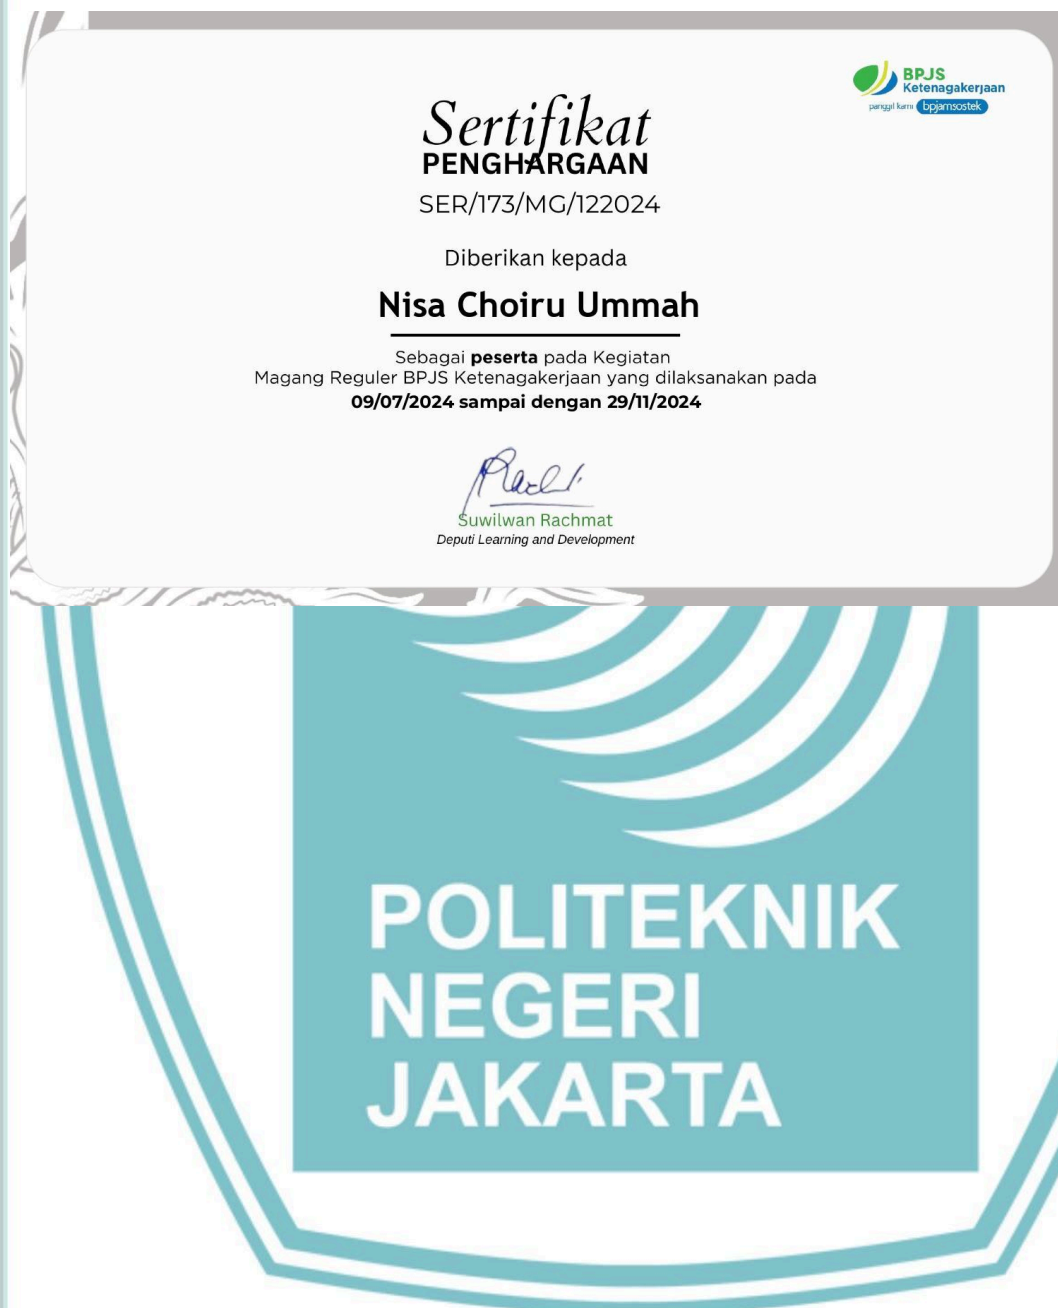 BPJS
Ketenagakerjaan
panggil kami bpjamsostek
Sertifikat
PENGHARGAAN
SER/173/MG/122024
Diberikan kepada
Nisa Choiru Ummah
Sebagai peserta pada Kegiatan
Magang Reguler BPJS Ketenagakerjaan yang dilaksanakan pada
09/07/2024 sampai dengan 29/11/2024
Suwilwan Rachmat
Deputi Learning and Development
POLITEKNIK
NEGERI
JAKARTA